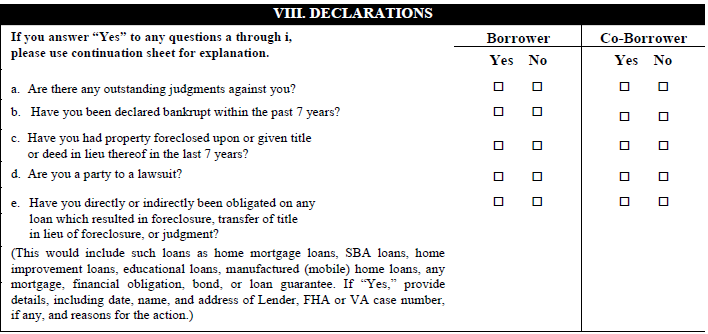 VIII. DECLARATIONS
If you answer “Yes” to any questions a through i,
please use continuation sheet for explanation.
Borrower
Co-Borrower
Yes No
Yes No
a. Are there any outstanding judgments against you?
b. Have you been declared bankrupt within the past 7 years?
c. Have you had property foreclosed upon or given title
or deed in lieu thereof in the last 7 years?
d. Are you a party to a lawsuit?
e. Have you directly or indirectly been obligated on any
loan which resulted in foreclosure, transfer of title
in lieu of foreclosure, or judgment?
(This would include such loans as home mortgage loans, SBA loans, home
improvement loans, educational loans, manufactured (mobile) home loans, any
mortgage, financial obligation, bond, or loan guarantee. If “Yes,” provide
details, including date, name, and address of Lender, FHA or VA case number,
if any, and reasons for the action.)